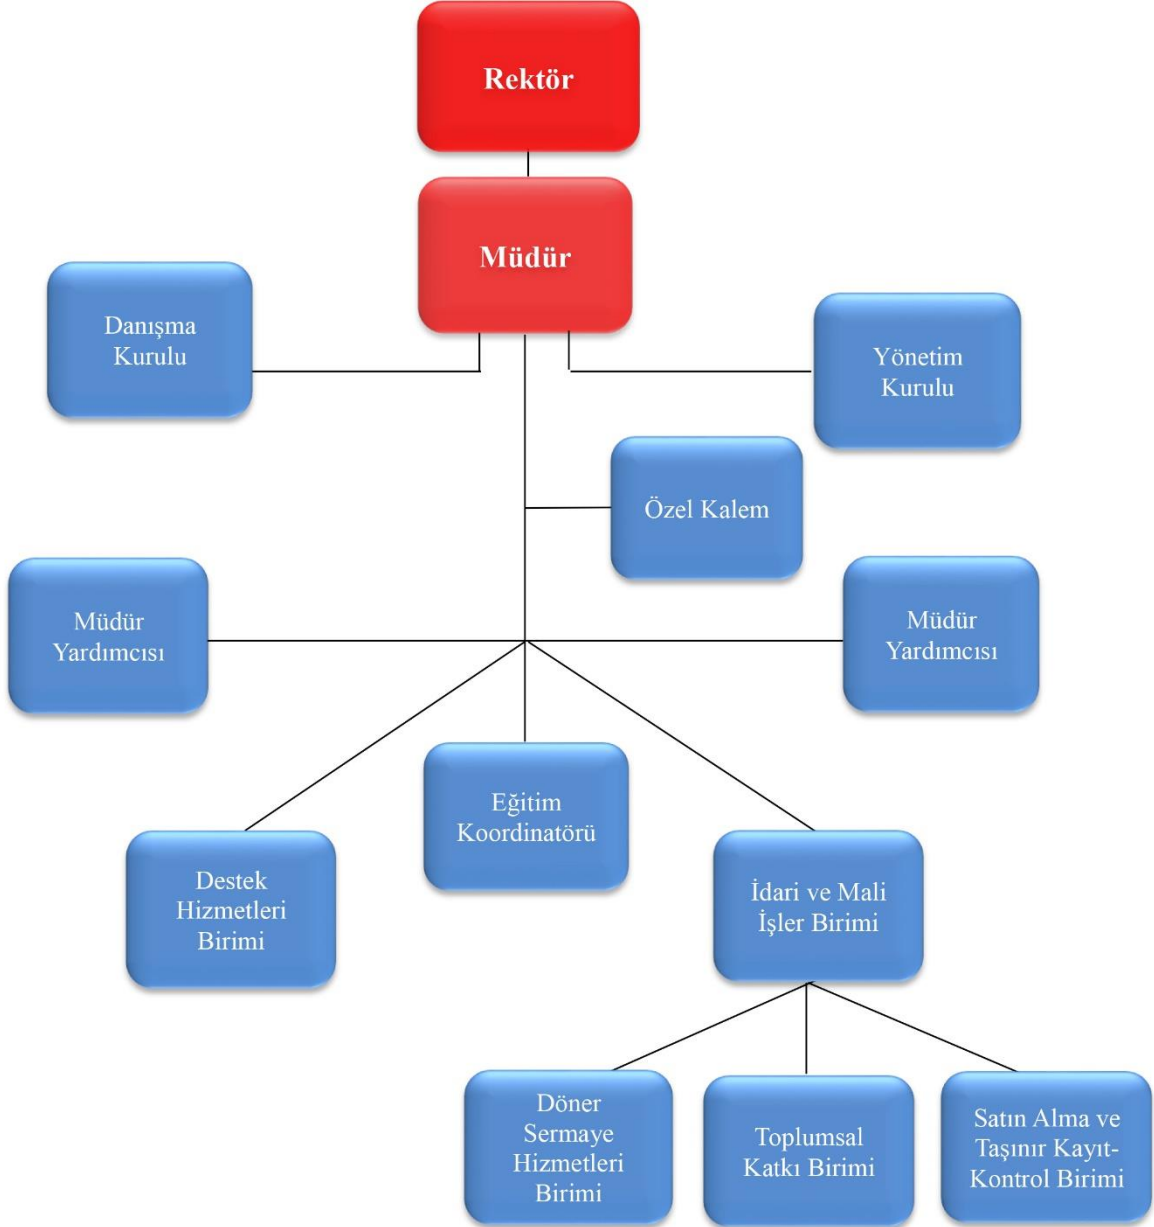 Rektör
Müdür
Danışma
Kurulu
Yönetim
Kurulu
Özel Kalem
Müdür
Yardımcısı
Müdür
Yardımcısı
Eğitim
Koordinatörü
Destek
Hizmetleri
Birimi
İdari ve Mali
İşler Birimi
Döner
Sermaye
Hizmetleri
Birimi
Toplumsal
Katkı Birimi
Satın Alma ve
Taşınır Kayıt-
Kontrol Birimi